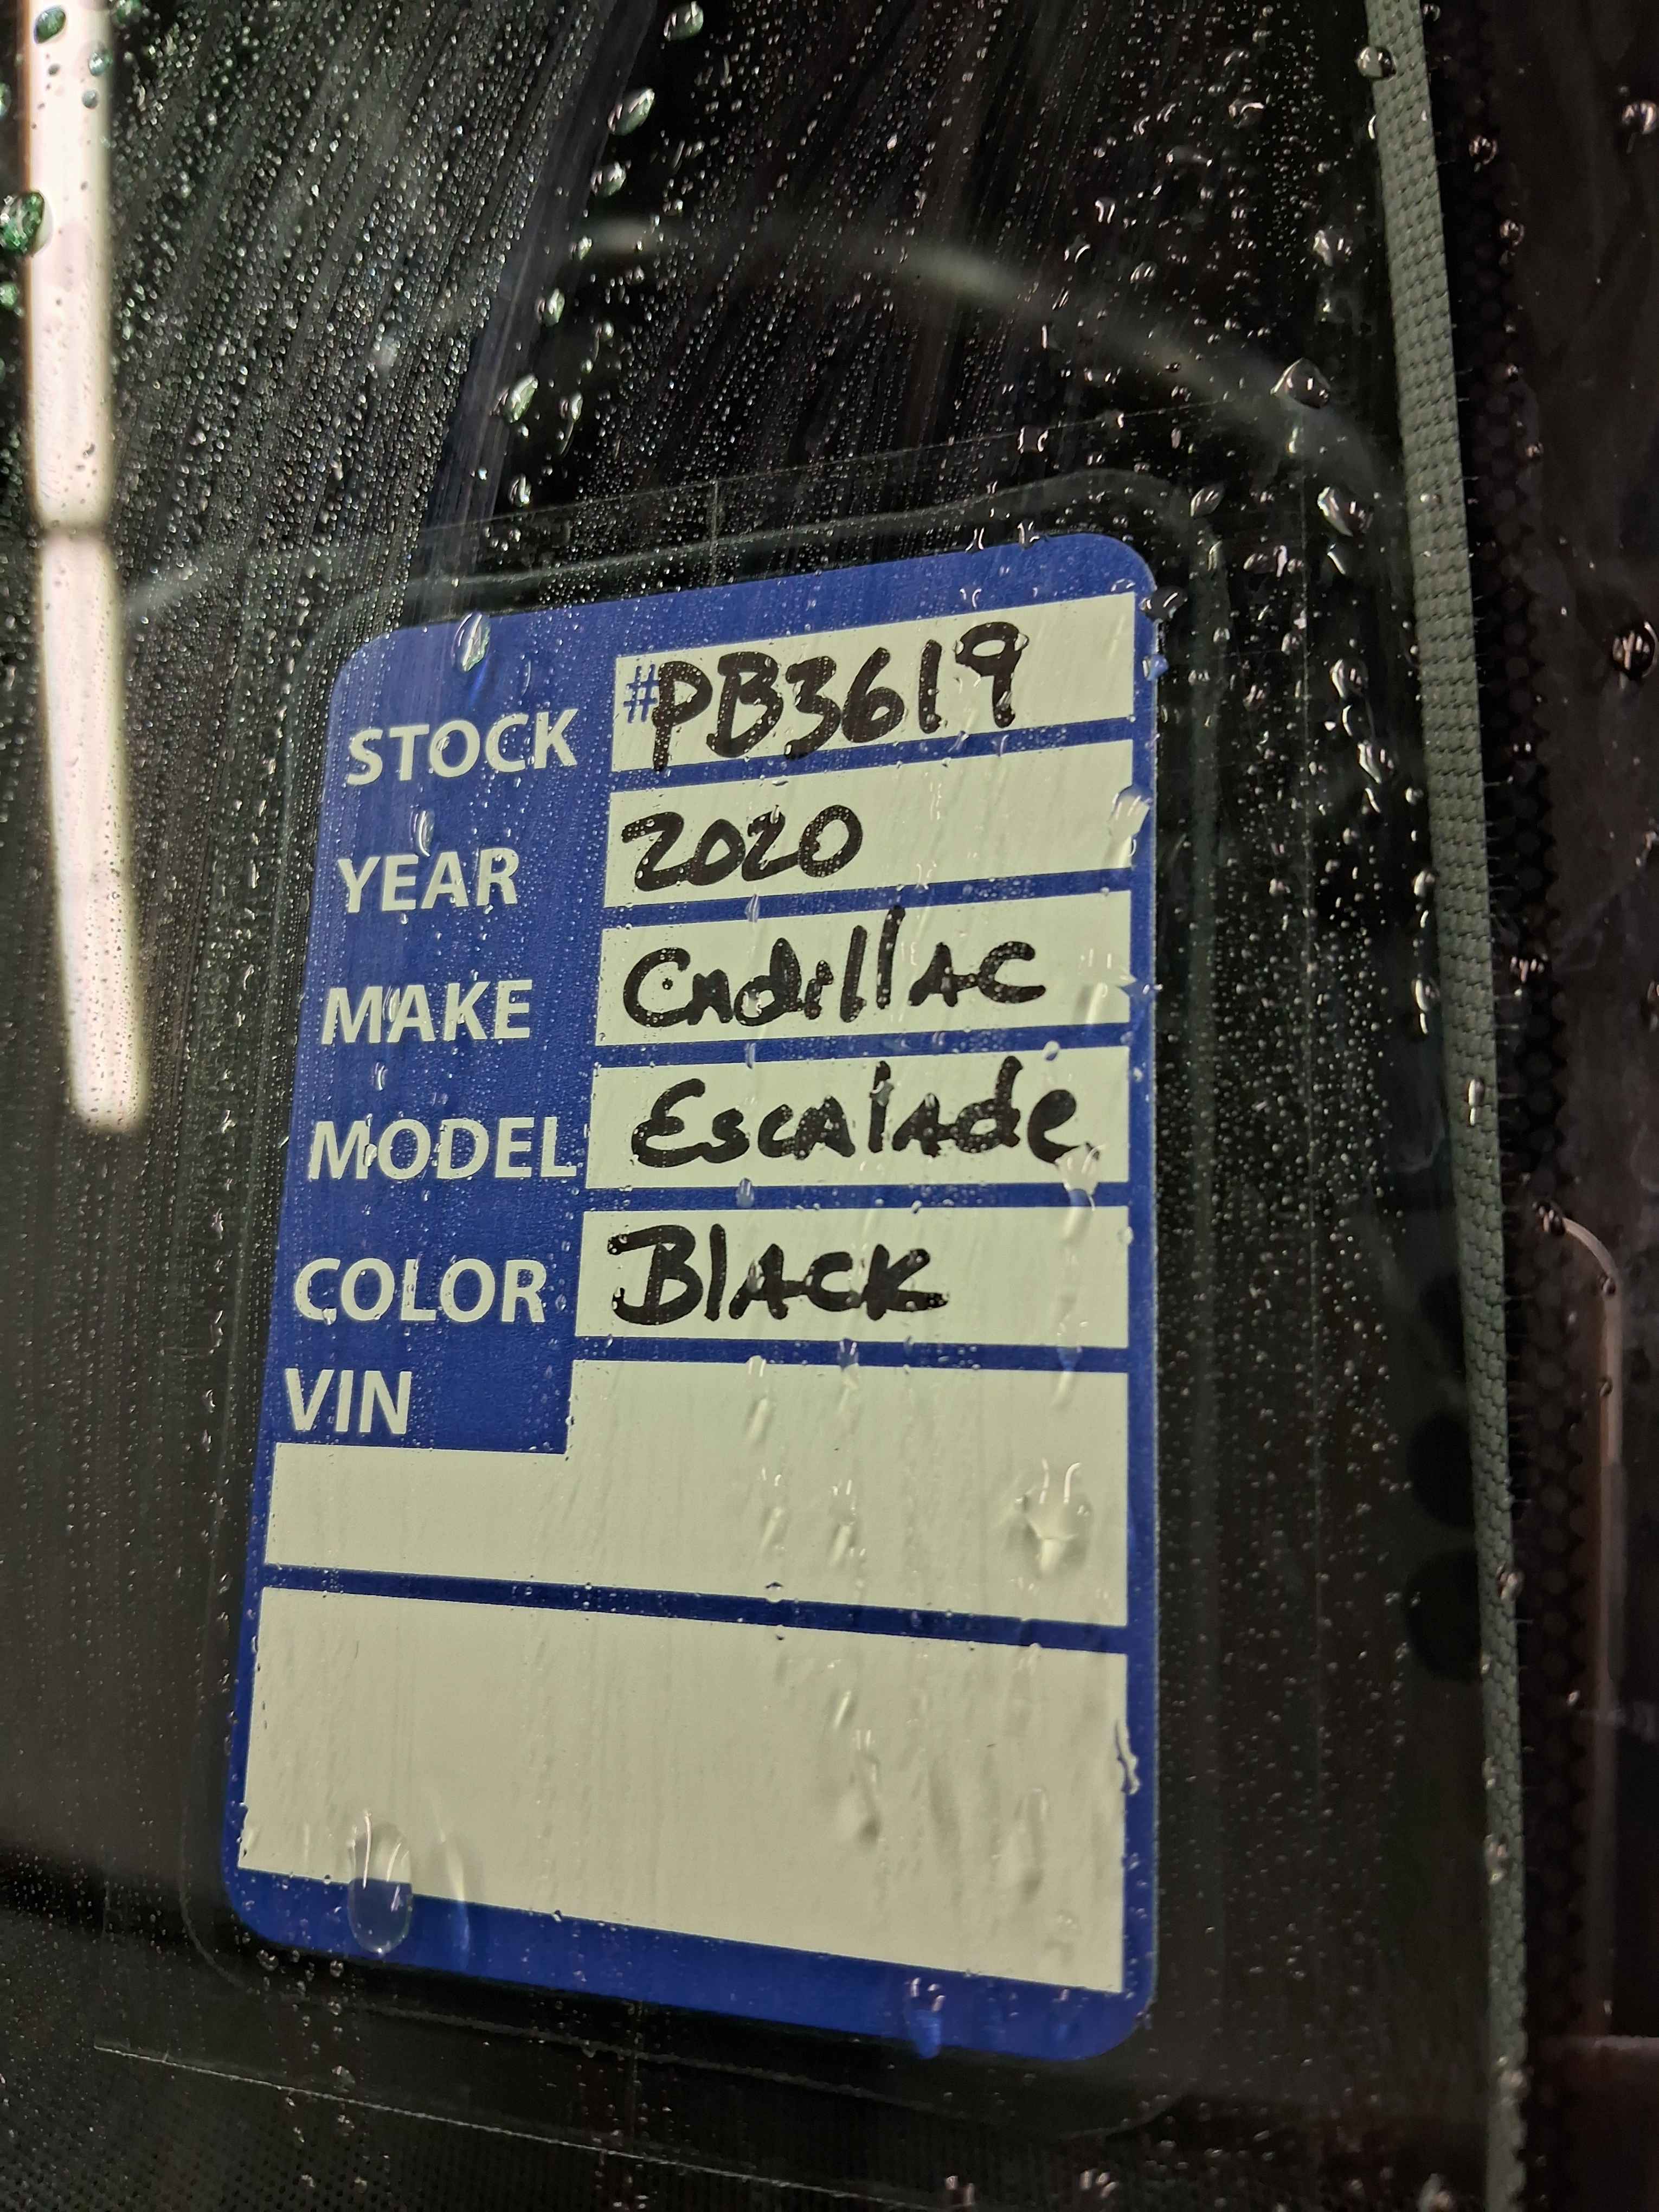 STOCK #PB3619
YEAR 2020
MAKE CadillAC
MODEL EscAlAde
COLOR BlACK
VIN